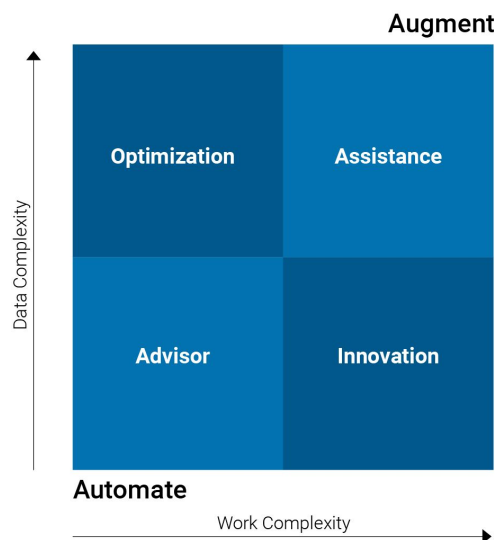 Augment
Data Complexity
Optimization
Assistance
Advisor
Innovation
Automate
Work Complexity